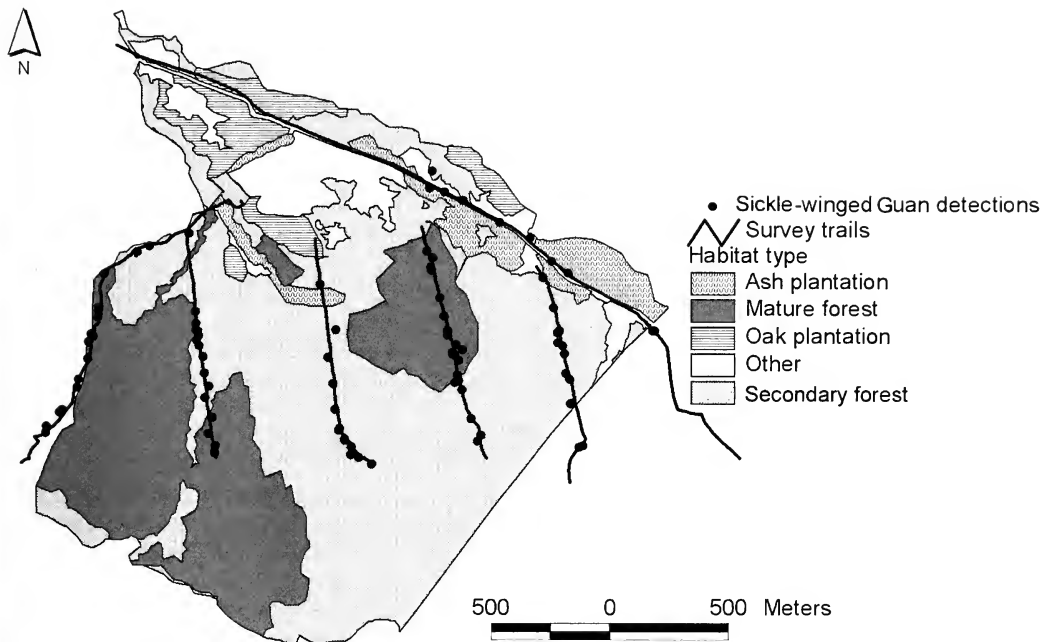 N
Sickle-winged Guan detections
Survey trails
Habitat type
Ash plantation
Mature forest
Oak plantation
Other
Secondary forest
500 0 500 Meters